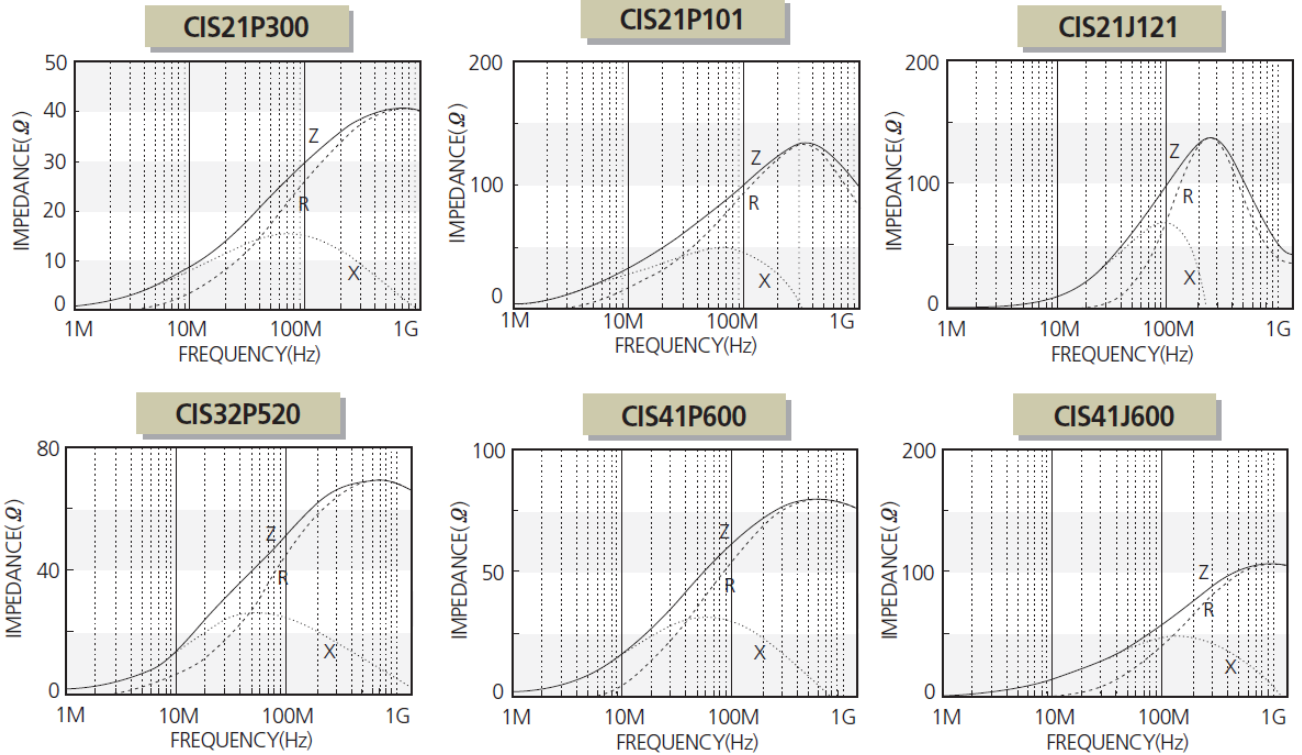 CIS21P300
CIS21P101
CIS21J121
IMPEDANCE(Ω)
50
40
30
20
10
0
Z
R
X
1M 10M 100M 1G
FREQUENCY(Hz)
IMPEDANCE(Ω)
200
100
0
Z
R
X
1M 10M 100M 1G
FREQUENCY(Hz)
IMPEDANCE(Ω)
200
100
0
Z
R
X
1M 10M 100M 1G
FREQUENCY(Hz)
CIS32P520
CIS41P600
CIS41J600
IMPEDANCE(Ω)
80
40
0
Z
R
X
1M 10M 100M 1G
FREQUENCY(Hz)
IMPEDANCE(Ω)
100
50
0
Z
R
X
1M 10M 100M 1G
FREQUENCY(Hz)
IMPEDANCE(Ω)
200
100
0
Z
R
X
1M 10M 100M 1G
FREQUENCY(Hz)